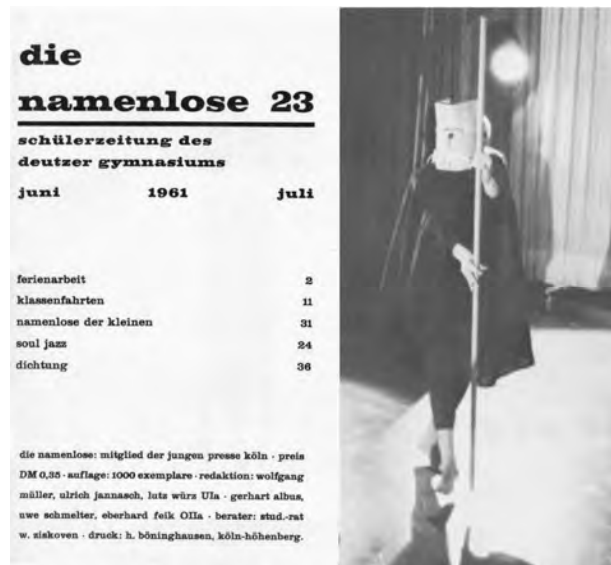 die
namenlose 23
schülerzeitung des
deutzer gymnasiums
juni 1961 juli
ferienarbeit 2
klassenfahrten 11
namenlose der kleinen 31
soul jazz 24
dichtung 36
die namenlose: mitglied der jungen presse köln · preis
DM 0,35 · auflage: 1000 exemplare · redaktion: wolfgang
müller, ulrich jannasch, lutz würz UIa · gerhart albus,
uwe schmelter, eberhard feik OIIa · berater: stud.-rat
w. ziskoven · druck: h. böninghausen, köln-höhenberg.